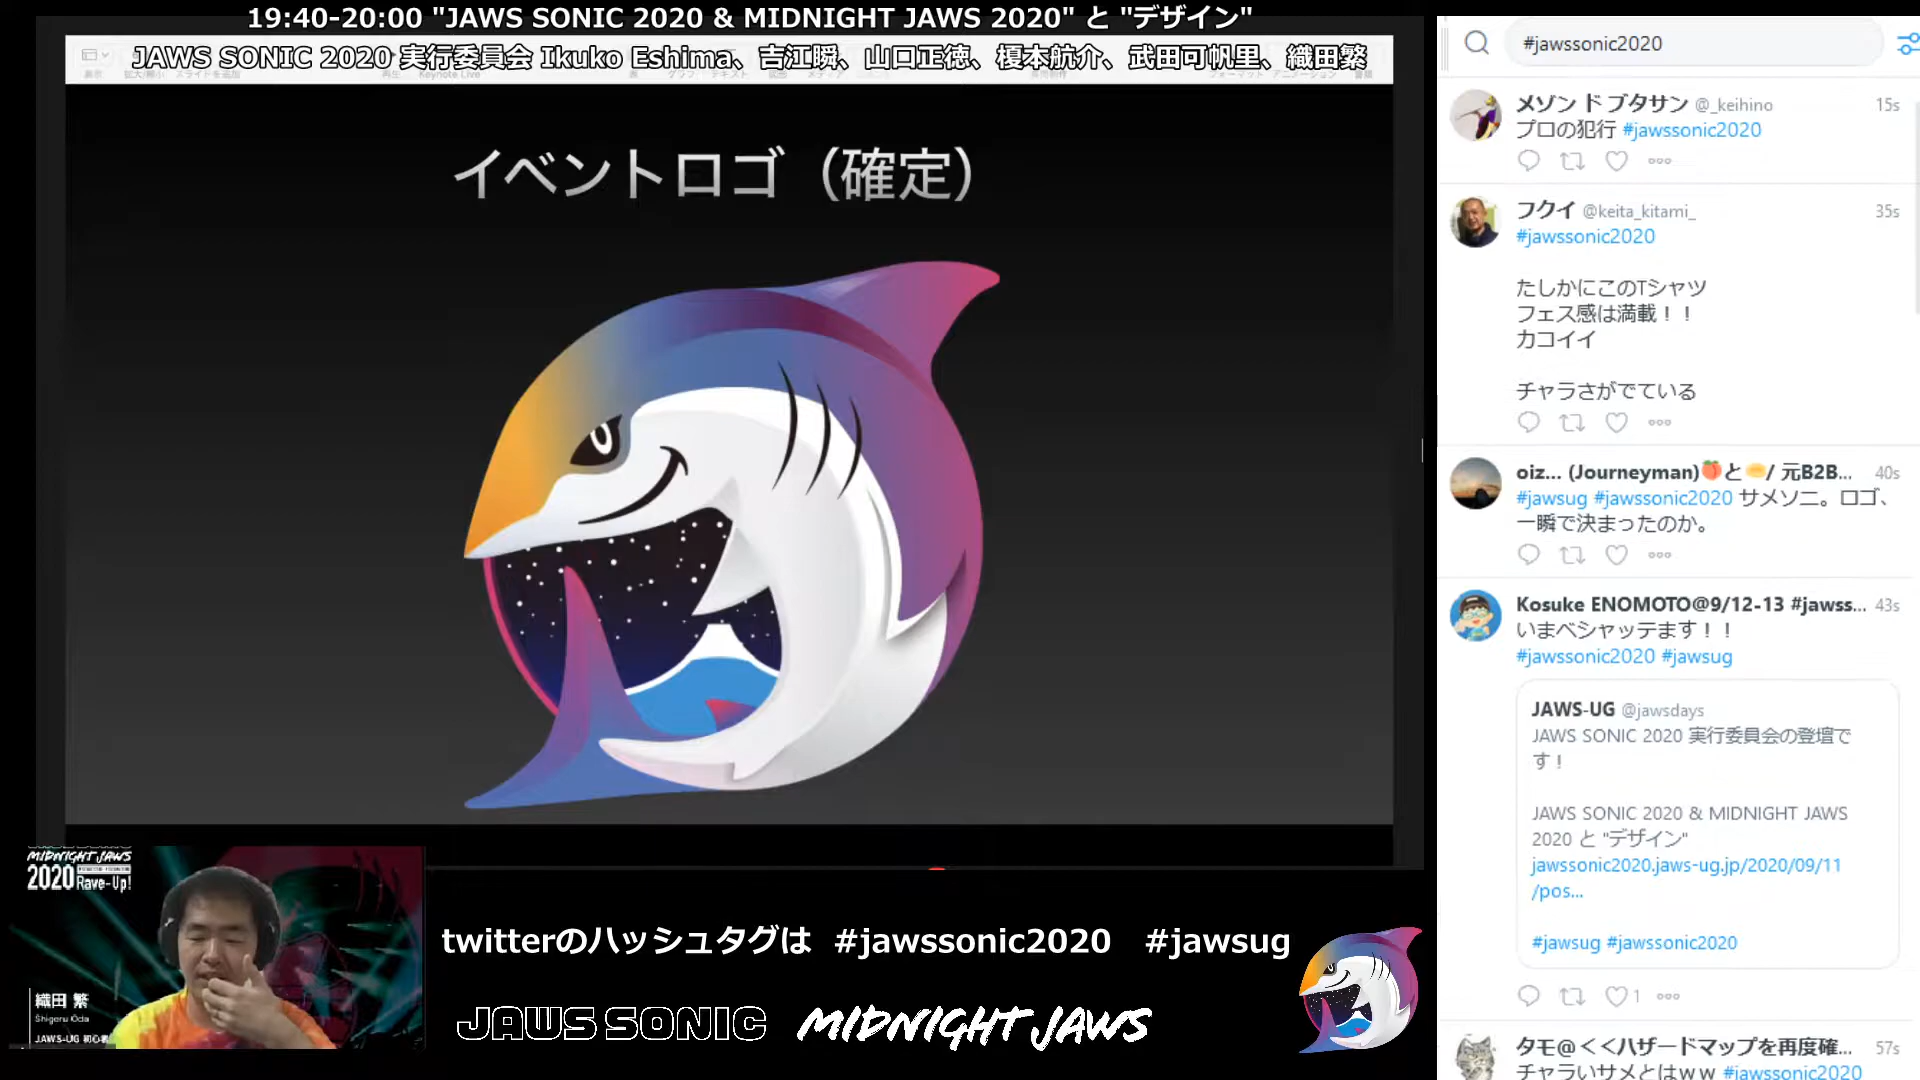 19:40-20:00 "JAWS SONIC 2020 & MIDNIGHT JAWS 2020" と "デザイン"
JAWS SONIC 2020 実行委員会 Ikuko Eshima、吉江瞬、山口正徳、榎本航介、武田可帆里、織田繁
イベントロゴ（確定）
MIDNIGHT JAWS
2020 Rave-Up!
織田 繁
Shigeru Oda
twitterのハッシュタグは #jawssonic2020 #jawsug
JAWS SONIC MIDNIGHT JAWS
#jawssonic2020
メゾン ド ブタサン @_keihino 15s
プロの犯行 #jawssonic2020
フクイ @keita_kitami_ 35s
#jawssonic2020
たしかにこのTシャツ
フェス感は満載！！
カコイイ
チャラさがでている
oiz... (Journeyman)🍑と🫓/ 元B2B... 40s
#jawsug #jawssonic2020 サメソニ。ロゴ、
一瞬で決まったのか。
Kosuke ENOMOTO@9/12-13 #jawss... 43s
いまベシャッテます！！
#jawssonic2020 #jawsug
JAWS-UG @jawsdays
JAWS SONIC 2020 実行委員会の登壇で
す！
JAWS SONIC 2020 & MIDNIGHT JAWS
2020 と "デザイン"
jawssonic2020.jaws-ug.jp/2020/09/11
/pos...
#jawsug #jawssonic2020
1
タモ@＜＜ハザードマップを再度確... 57s
チャラいサメとはｗｗ #jawssonic2020